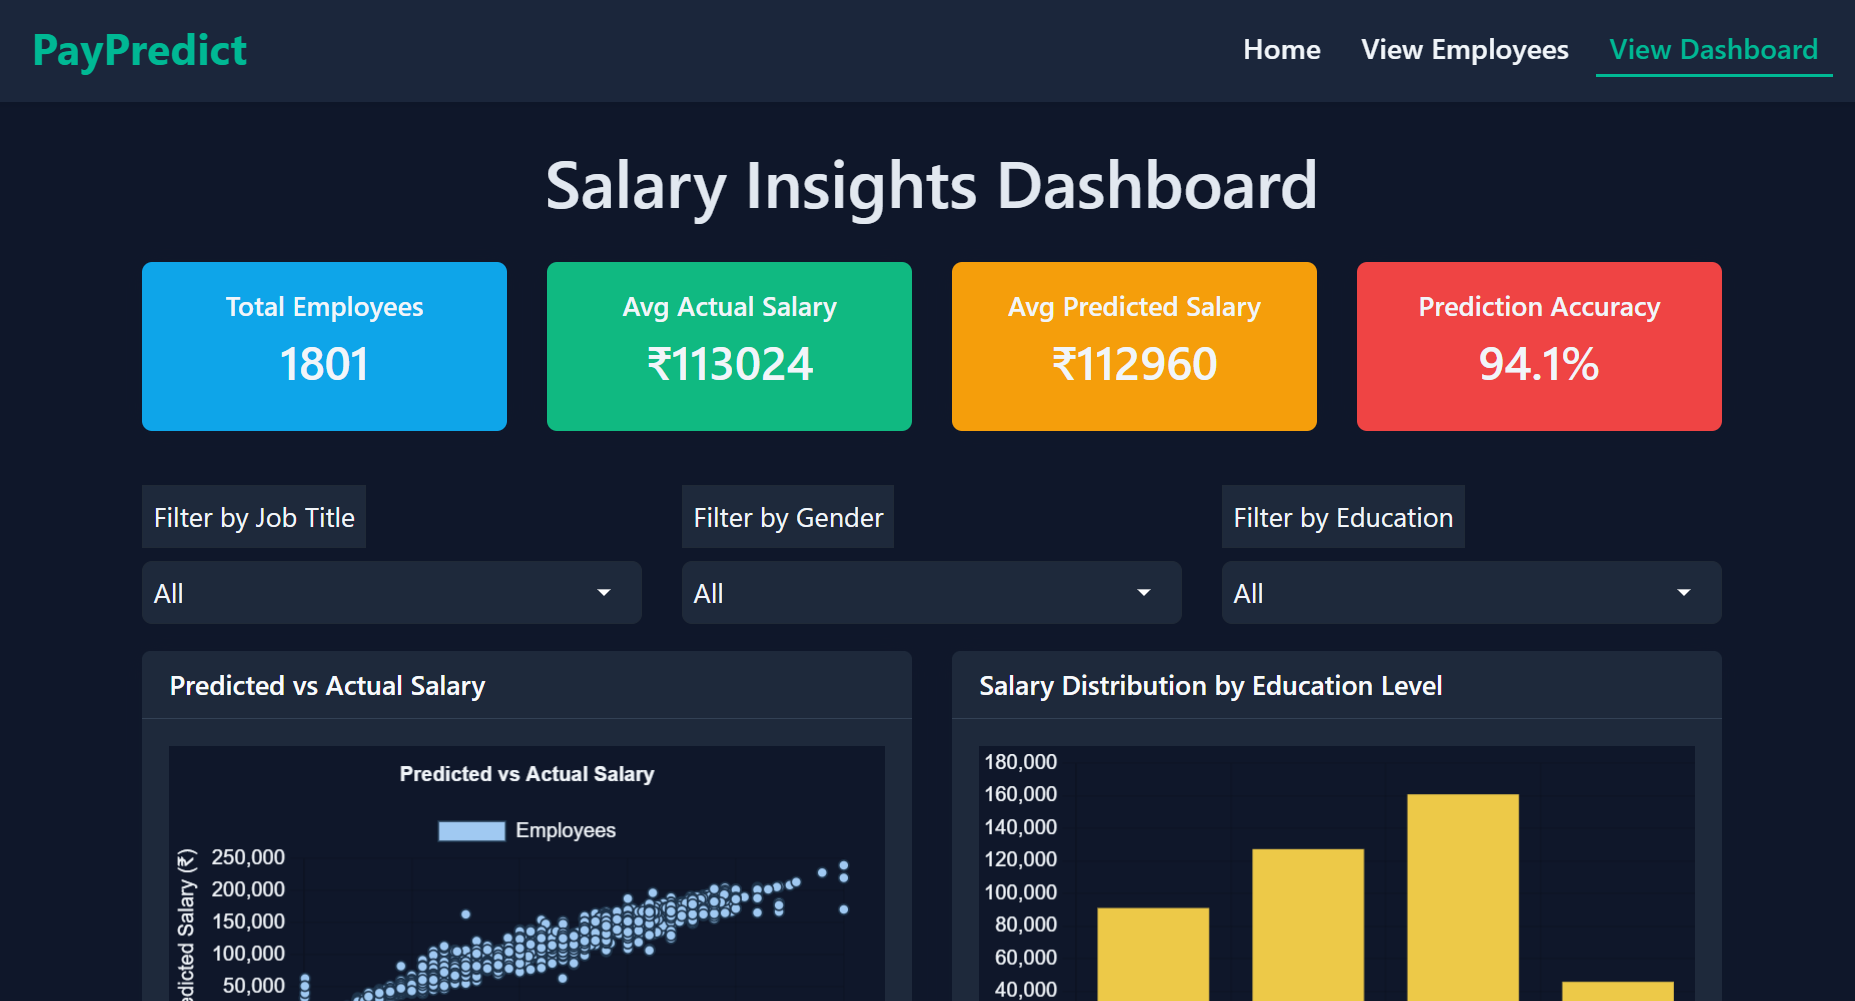 PayPredict
Home
View Employees
View Dashboard
Salary Insights Dashboard
Total Employees
1801
Avg Actual Salary
₹113024
Avg Predicted Salary
₹112960
Prediction Accuracy
94.1%
Filter by Job Title
All
Filter by Gender
All
Filter by Education
All
Predicted vs Actual Salary
Predicted vs Actual Salary
Employees
edicted Salary (₹)
250,000
200,000
150,000
100,000
50,000
Salary Distribution by Education Level
180,000
160,000
140,000
120,000
100,000
80,000
60,000
40,000